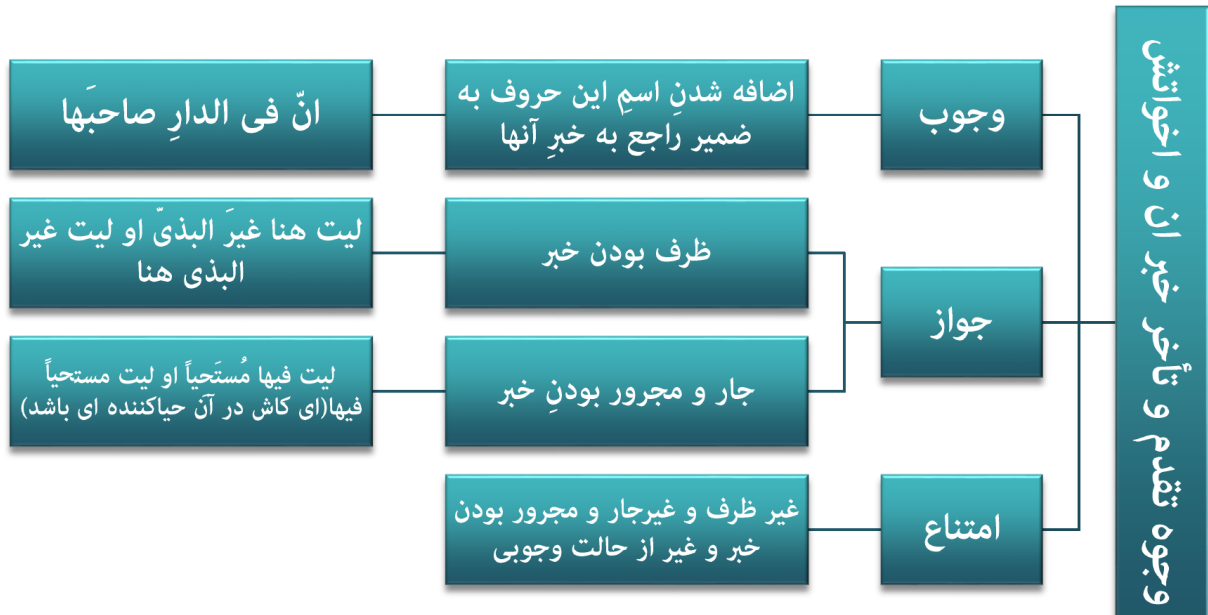 وجوه تقدم و تأخر خبر ان و اخواتش
وجوب
اضافه شدنِ اسمِ این حروف به
ضمیر راجع به خبرِ آنها
انّ فی الدارِ صاحبَها
جواز
ظرف بودن خبر
لیت هنا غیرَ البذیّ او لیت غیر
البذی هنا
جار و مجرور بودنِ خبر
لیت فیها مُستَحیاً او لیت مستحیاً
فیها(ای کاش در آن حیاکننده ای باشد)
امتناع
غیر ظرف و غیرجار و مجرور بودن
خبر و غیر از حالت وجوبی